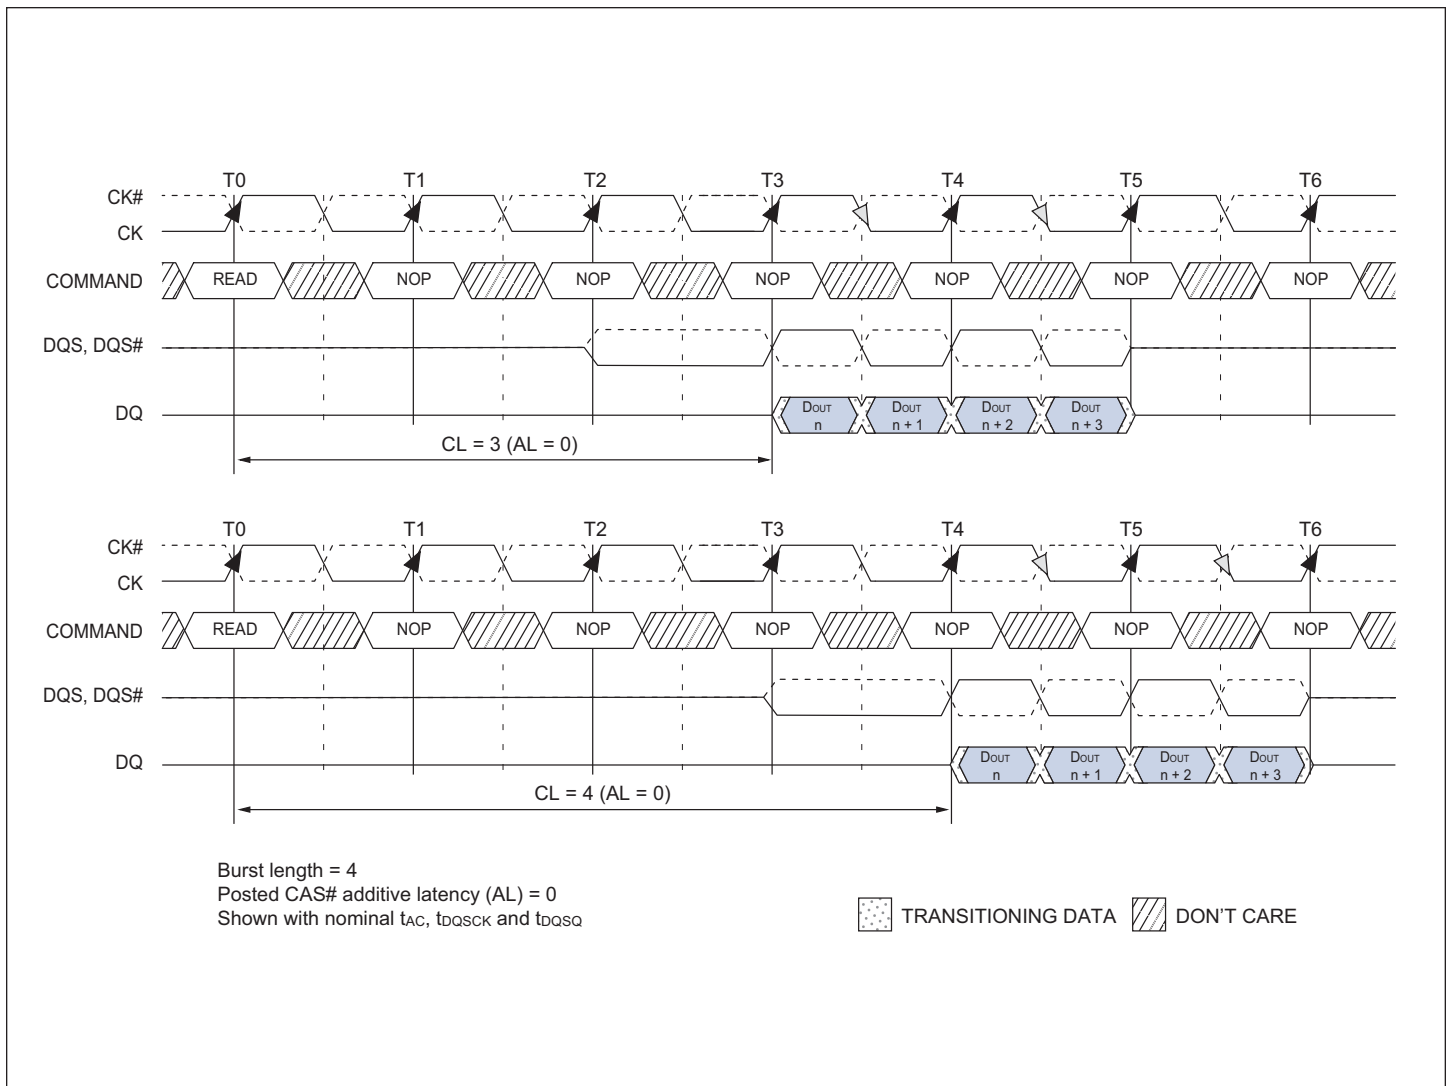 T0 T1 T2 T3 T4 T5 T6
CK#
CK
COMMAND READ NOP NOP NOP NOP NOP NOP
DQS, DQS#
DQ DOUT n DOUT n + 1 DOUT n + 2 DOUT n + 3
CL = 3 (AL = 0)
T0 T1 T2 T3 T4 T5 T6
CK#
CK
COMMAND READ NOP NOP NOP NOP NOP NOP
DQS, DQS#
DQ DOUT n DOUT n + 1 DOUT n + 2 DOUT n + 3
CL = 4 (AL = 0)
Burst length = 4
Posted CAS# additive latency (AL) = 0
Shown with nominal tAC, tDQSCK and tDQSQ
TRANSITIONING DATA DON'T CARE